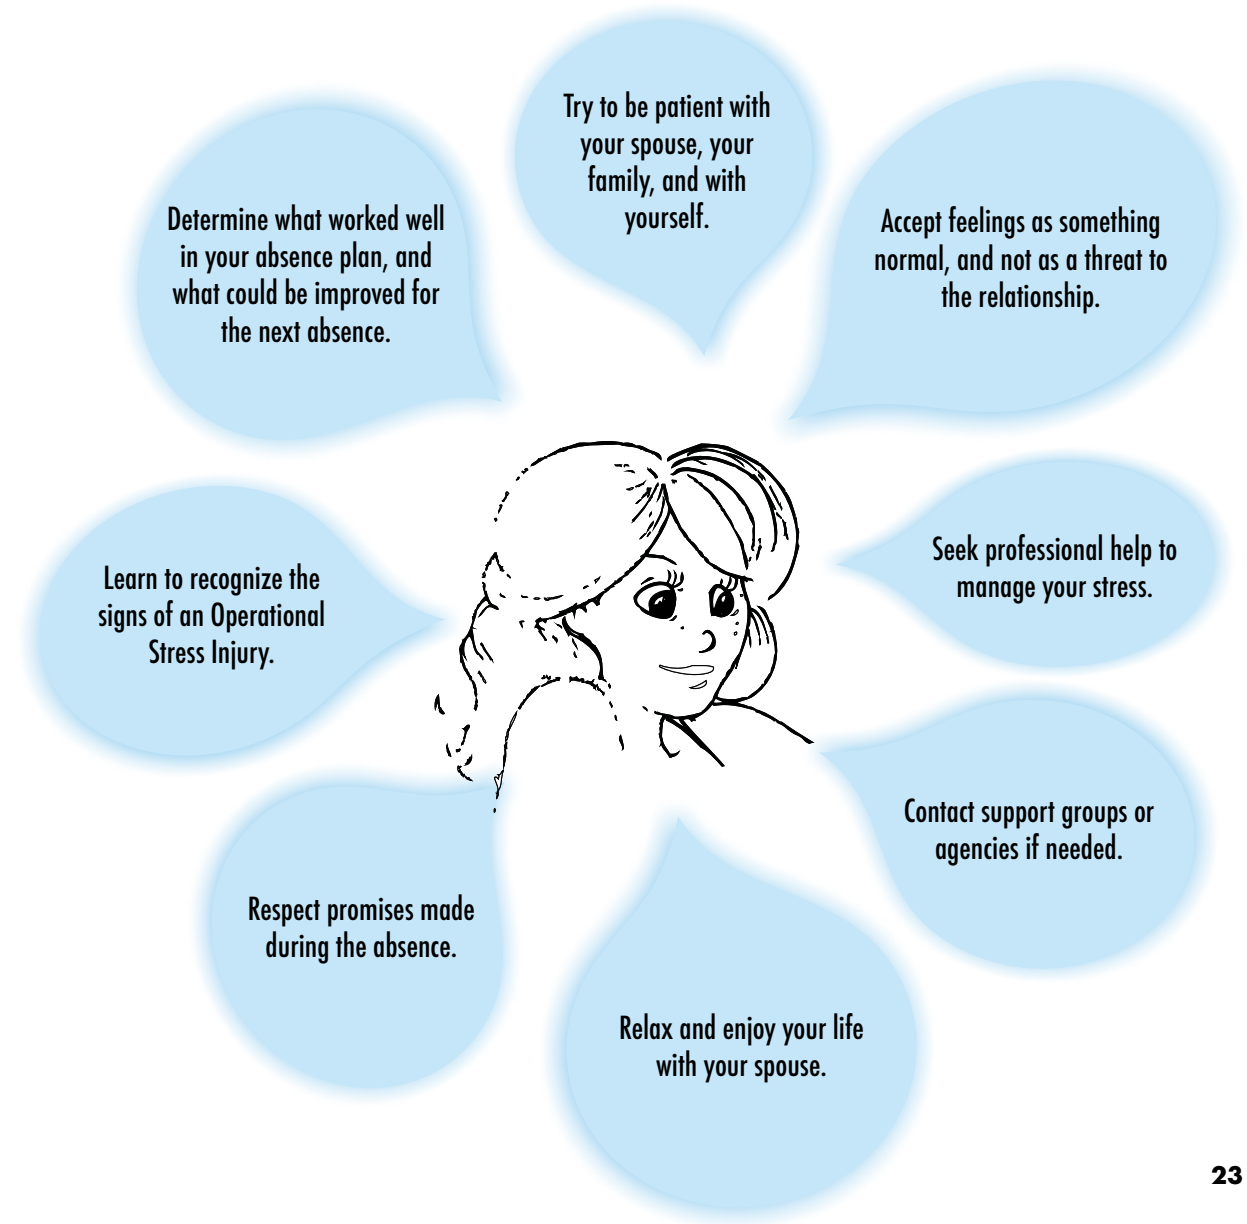 Try to be patient with
your spouse, your
family, and with
yourself.
Determine what worked well
in your absence plan, and
what could be improved for
the next absence.
Accept feelings as something
normal, and not as a threat to
the relationship.
Learn to recognize the
signs of an Operational
Stress Injury.
Seek professional help to
manage your stress.
Contact support groups or
agencies if needed.
Respect promises made
during the absence.
Relax and enjoy your life
with your spouse.
23